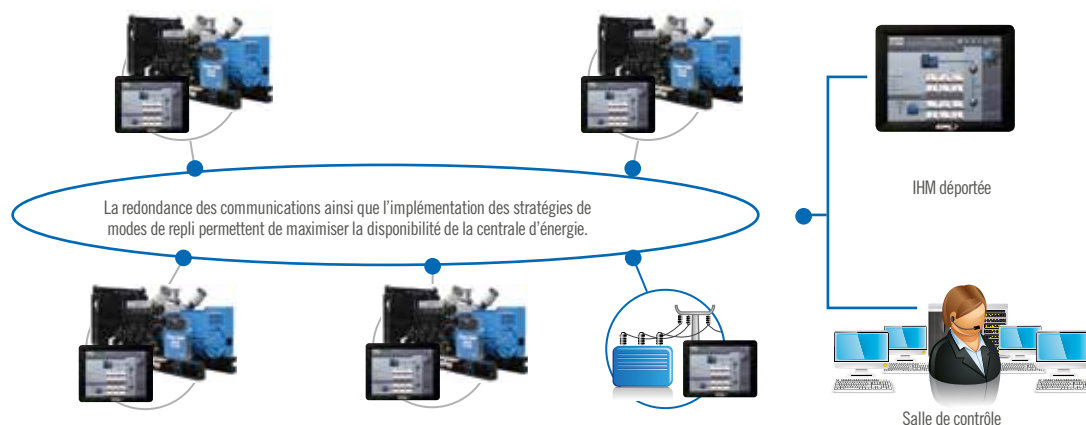 La redondance des communications ainsi que l’implémentation des stratégies de
modes de repli permettent de maximiser la disponibilité de la centrale d’énergie.
IHM déportée
Salle de contrôle